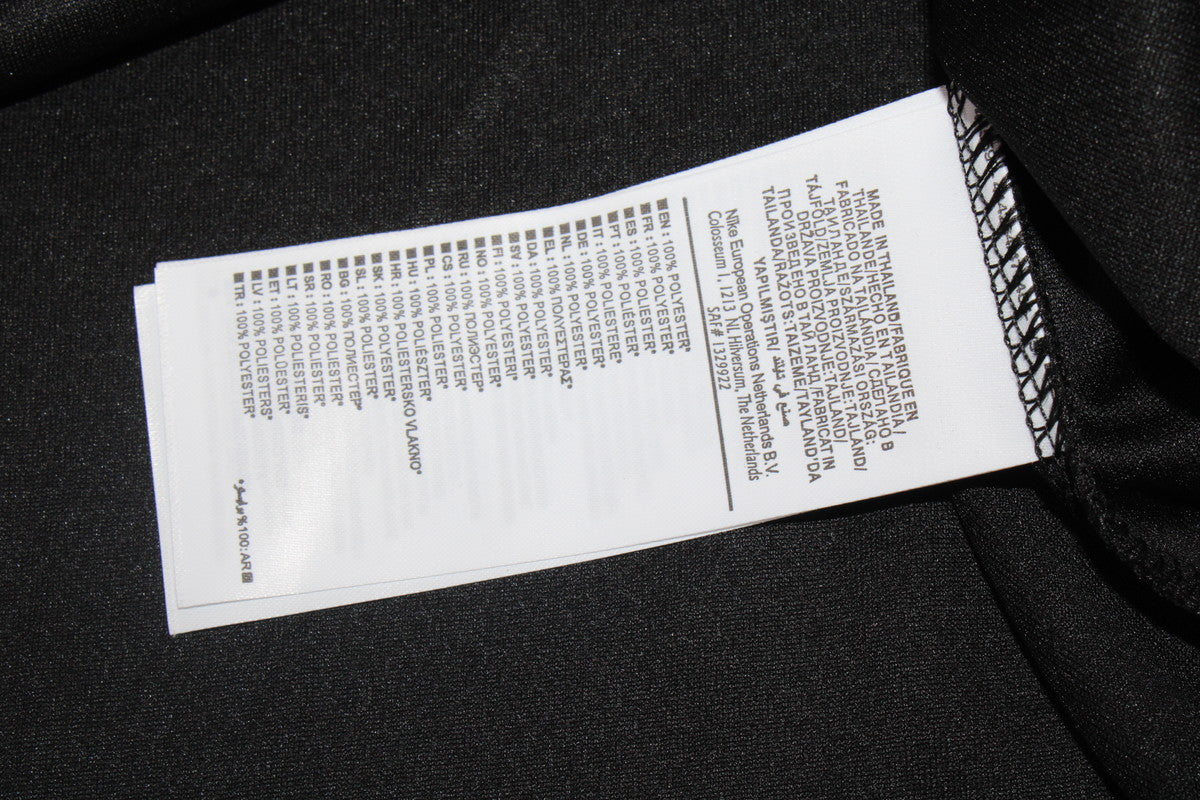 MADE IN THAILAND/FABRIQUE EN
THAILANDE/HECHO EN TAILANDIA/
FABRICADO NA TAILÂNDIA/СДЕЛАНО В
ТАИЛАНДЕ/SZÁRMAZÁSI ORSZÁG:
TÁJFÖLD/ZEMLJA PROIZVODNJE:TAJLAND/
DRŽAVA PROIZVODNJE:TAJLAND/
ПРОИЗВЕДЕНО В ТАЙЛАНД/FABRICAT IN
TAILANDA/RAŽOTS:TAIZEME/TAYLAND'DA
YAPILMIŞTIR/ صنع في تايلند
Nike European Operations Netherlands B.V.
Colosseum 1, 1213 NL Hilversum, The Netherlands
SAF# 1329922
EN: 100% POLYESTER*
FR: 100% POLYESTER*
ES: 100% POLIÉSTER*
PT: 100% POLIÉSTER*
IT: 100% POLIESTERE*
DE: 100% POLYESTER*
NL: 100% POLYESTER*
EL: 100% ΠΟΛΥΕΣΤΕΡΑΣ*
DA: 100% POLYESTER*
SV: 100% POLYESTER*
FI: 100% POLYESTERI*
NO: 100% POLYESTER*
RU: 100% ПОЛИЭСТЕР*
CS: 100% POLYESTER*
PL: 100% POLIESTER*
HU: 100% POLIÉSZTER*
HR: 100% POLIESTERSKO VLAKNO*
SK: 100% POLYESTER*
SL: 100% POLIESTER*
BG: 100% ПОЛИЕСТЕР*
RO: 100% POLIESTER*
SR: 100% POLIESTER*
LT: 100% POLIESTERIS*
ET: 100% POLÜESTER*
LV: 100% POLIESTERS*
TR: 100% POLYESTER*
AR:100% بوليستر*